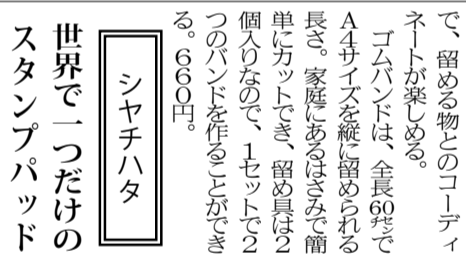 で、留める物とのコーディ
ネートが楽しめる。
　ゴムバンドは、全長60㌢で
A4サイズを縦に留められる
長さ。家庭にあるはさみで簡
単にカットでき、留め具は2
個入りなので、1セットで2
つのバンドを作ることができ
る。660円。
シヤチハタ
世界で一つだけの
スタンプパッド